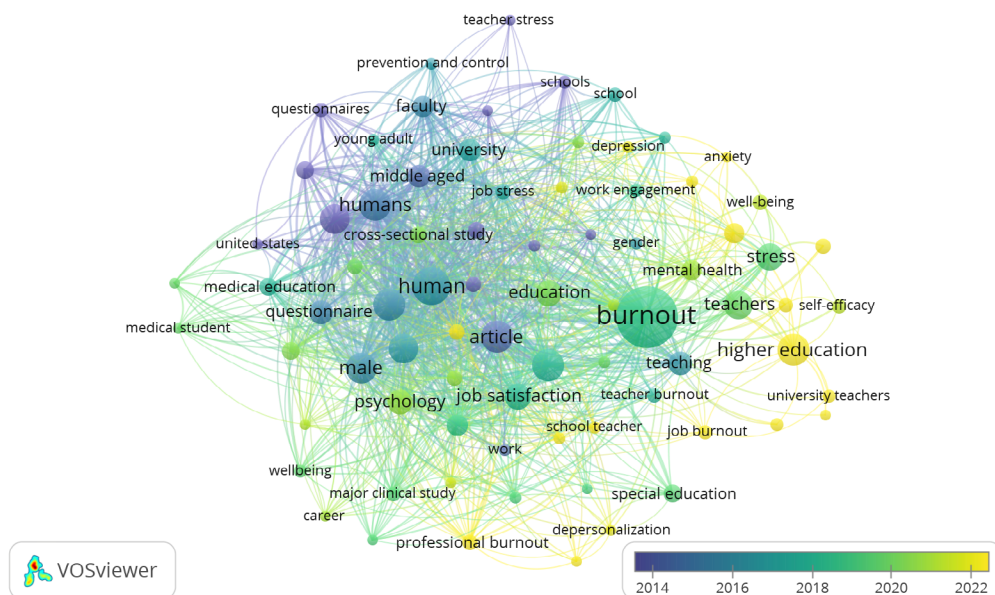 teacher stress
prevention and control
schools
school
questionnaires
faculty
young adult
university
depression
anxiety
middle aged
job stress
work engagement
well-being
humans
cross-sectional study
united states
gender
stress
medical education
human
education
mental health
questionnaire
burnout
teachers
self-efficacy
medical student
article
higher education
male
teaching
psychology
job satisfaction
teacher burnout
university teachers
school teacher
job burnout
work
wellbeing
major clinical study
special education
career
professional burnout
depersonalization
VOSviewer
2014 2016 2018 2020 2022